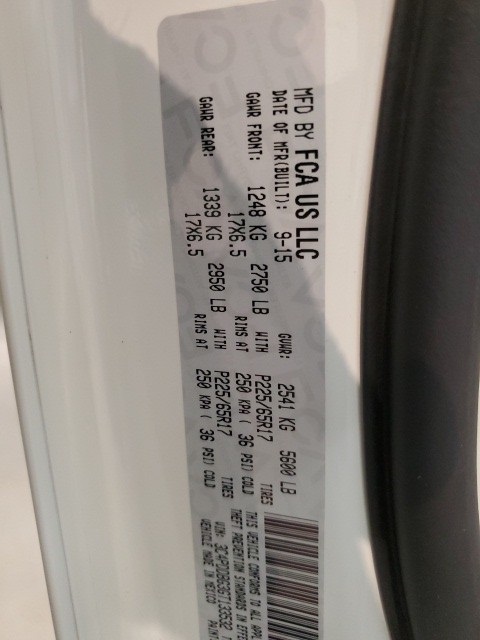 MFD BY FCA US LLC
DATE OF MFR(BUILT): 9-15 GVWR: 2541 KG 5600 LB
GAWR FRONT: 1248 KG 2750 LB WITH P225/65R17 TIRES
17X6.5 RIMS AT 250 KPA ( 36 PSI) COLD
GAWR REAR: 1339 KG 2950 LB WITH P225/65R17 TIRES
17X6.5 RIMS AT 250 KPA ( 36 PSI) COLD
THIS VEHICLE CONFORMS TO ALL
THEFT PREVENTION STANDARDS IN
VIN: 3C4PDDBG3GT133532
VEHICLE MADE IN MEXICO PAINT